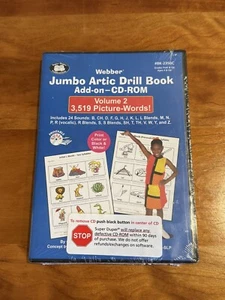 Webber®
Jumbo Artic Drill Book
Add-on-CD-ROM
Volume 2
3,519 Picture-Words!
Includes 24 Sounds: B, CH, D, F, G, H, J, K, L, L Blends, M, N,
P, R (vocalic), R Blends, S, S Blends, SH, T, TH, V, W, Y, and Z.
Print
Color or
Black &
White!
To remove CD push black button in center of CD
STOP
Super Duper® will replace any
defective CD-ROM within 90 days
of purchase. We do not offer
refunds/exchanges on software.
By
Concept